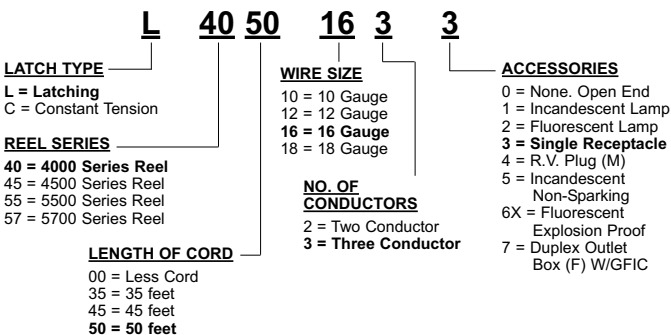 L 40 50 16 3 3
LATCH TYPE
L = Latching
C = Constant Tension
REEL SERIES
40 = 4000 Series Reel
45 = 4500 Series Reel
55 = 5500 Series Reel
57 = 5700 Series Reel
LENGTH OF CORD
00 = Less Cord
35 = 35 feet
45 = 45 feet
50 = 50 feet
WIRE SIZE
10 = 10 Gauge
12 = 12 Gauge
16 = 16 Gauge
18 = 18 Gauge
NO. OF
CONDUCTORS
2 = Two Conductor
3 = Three Conductor
ACCESSORIES
0 = None. Open End
1 = Incandescent Lamp
2 = Fluorescent Lamp
3 = Single Receptacle
4 = R.V. Plug (M)
5 = Incandescent
Non-Sparking
6X = Fluorescent
Explosion Proof
7 = Duplex Outlet
Box (F) W/GFIC